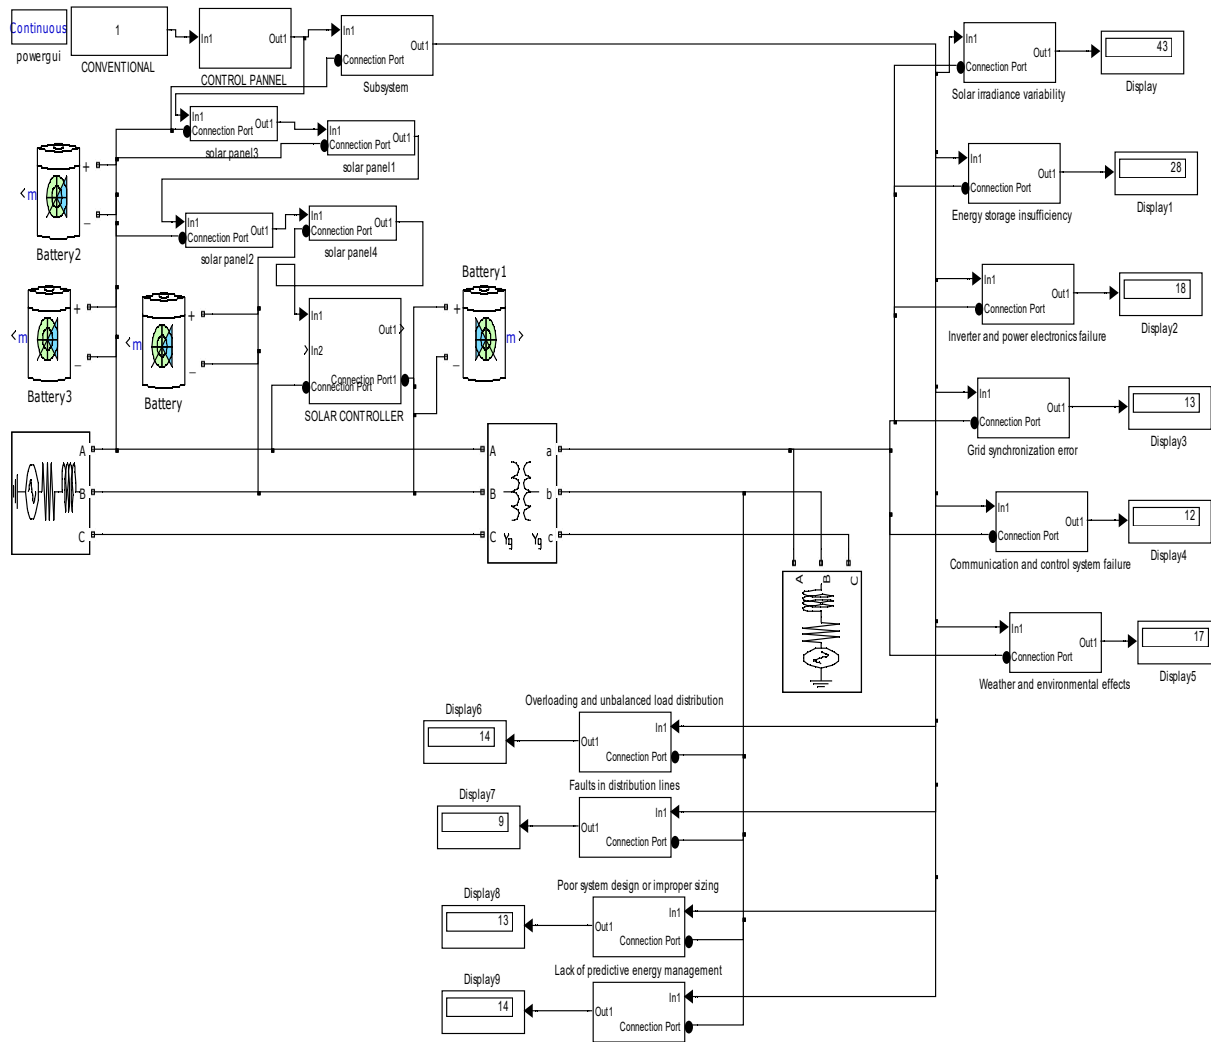 Continuous
powergui
1
CONVENTIONAL
In1
CONTROL PANNEL
In1
Out1
Connection Port
Subsystem
In1
Out1
Connection Port
solar panel3
In1
Out1
Connection Port
solar panel1
+
m
_
Battery2
In1
Out1
Connection Port
solar panel2
In1
Out1
Connection Port
solar panel4
+
m
_
Battery3
+
m
_
Battery
In1
Out1
In2
Connection Port1
Connection Port
SOLAR CONTROLLER
Battery1
+
m
_
A
B
C
A
a
B
b
C
Yg
Yg
c
A
B
C
In1
Out1
Connection Port
Solar irradiance variability
43
Display
In1
Out1
Connection Port
Energy storage insufficiency
28
Display1
In1
Out1
Connection Port
Inverter and power electronics failure
18
Display2
In1
Out1
Connection Port
Grid synchronization error
13
Display3
In1
Out1
Connection Port
Communication and control system failure
12
Display4
In1
Out1
Connection Port
Weather and environmental effects
17
Display5
Overloading and unbalanced load distribution
In1
Out1
Connection Port
Display6
14
Faults in distribution lines
In1
Out1
Connection Port
Display7
9
Poor system design or improper sizing
In1
Out1
Connection Port
Display8
13
Lack of predictive energy management
In1
Out1
Connection Port
Display9
14